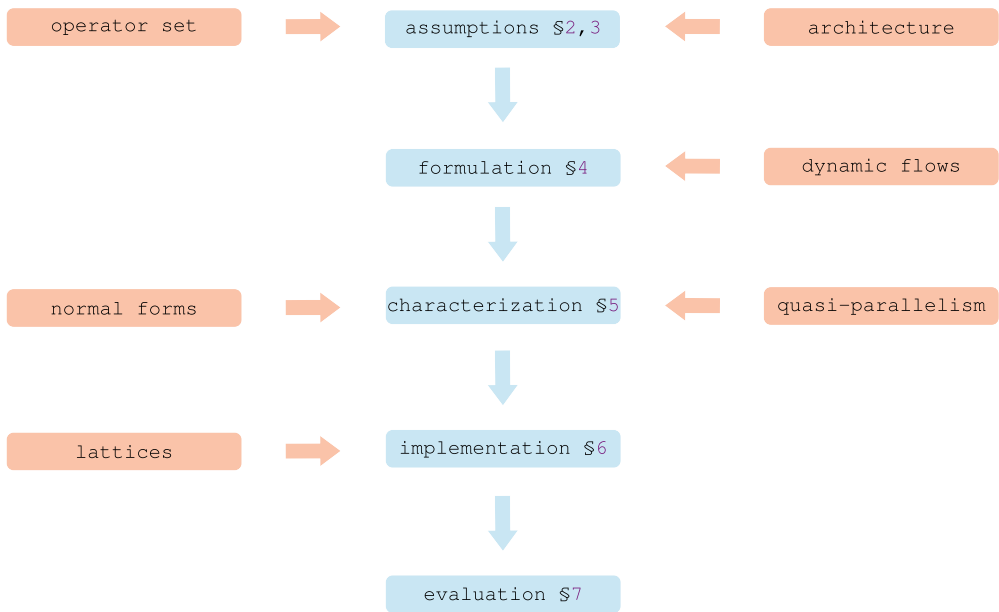 operator set
assumptions §2,3
architecture
formulation §4
dynamic flows
normal forms
characterization §5
quasi-parallelism
lattices
implementation §6
evaluation §7